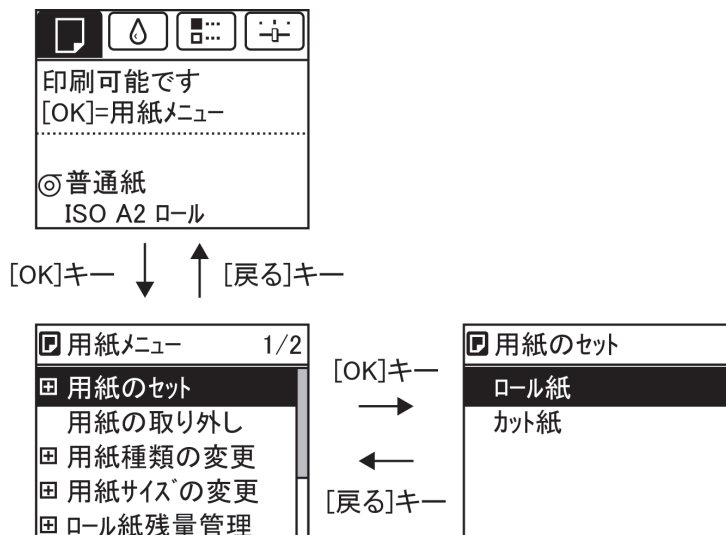 印刷可能です
[OK]=用紙メニュー
普通紙
ISO A2 ロール
[OK]キー
[戻る]キー
用紙メニュー 1/2
用紙のセット
用紙の取り外し
用紙種類の変更
用紙サイズの変更
ロール紙残量管理
[OK]キー
[戻る]キー
用紙のセット
ロール紙
カット紙